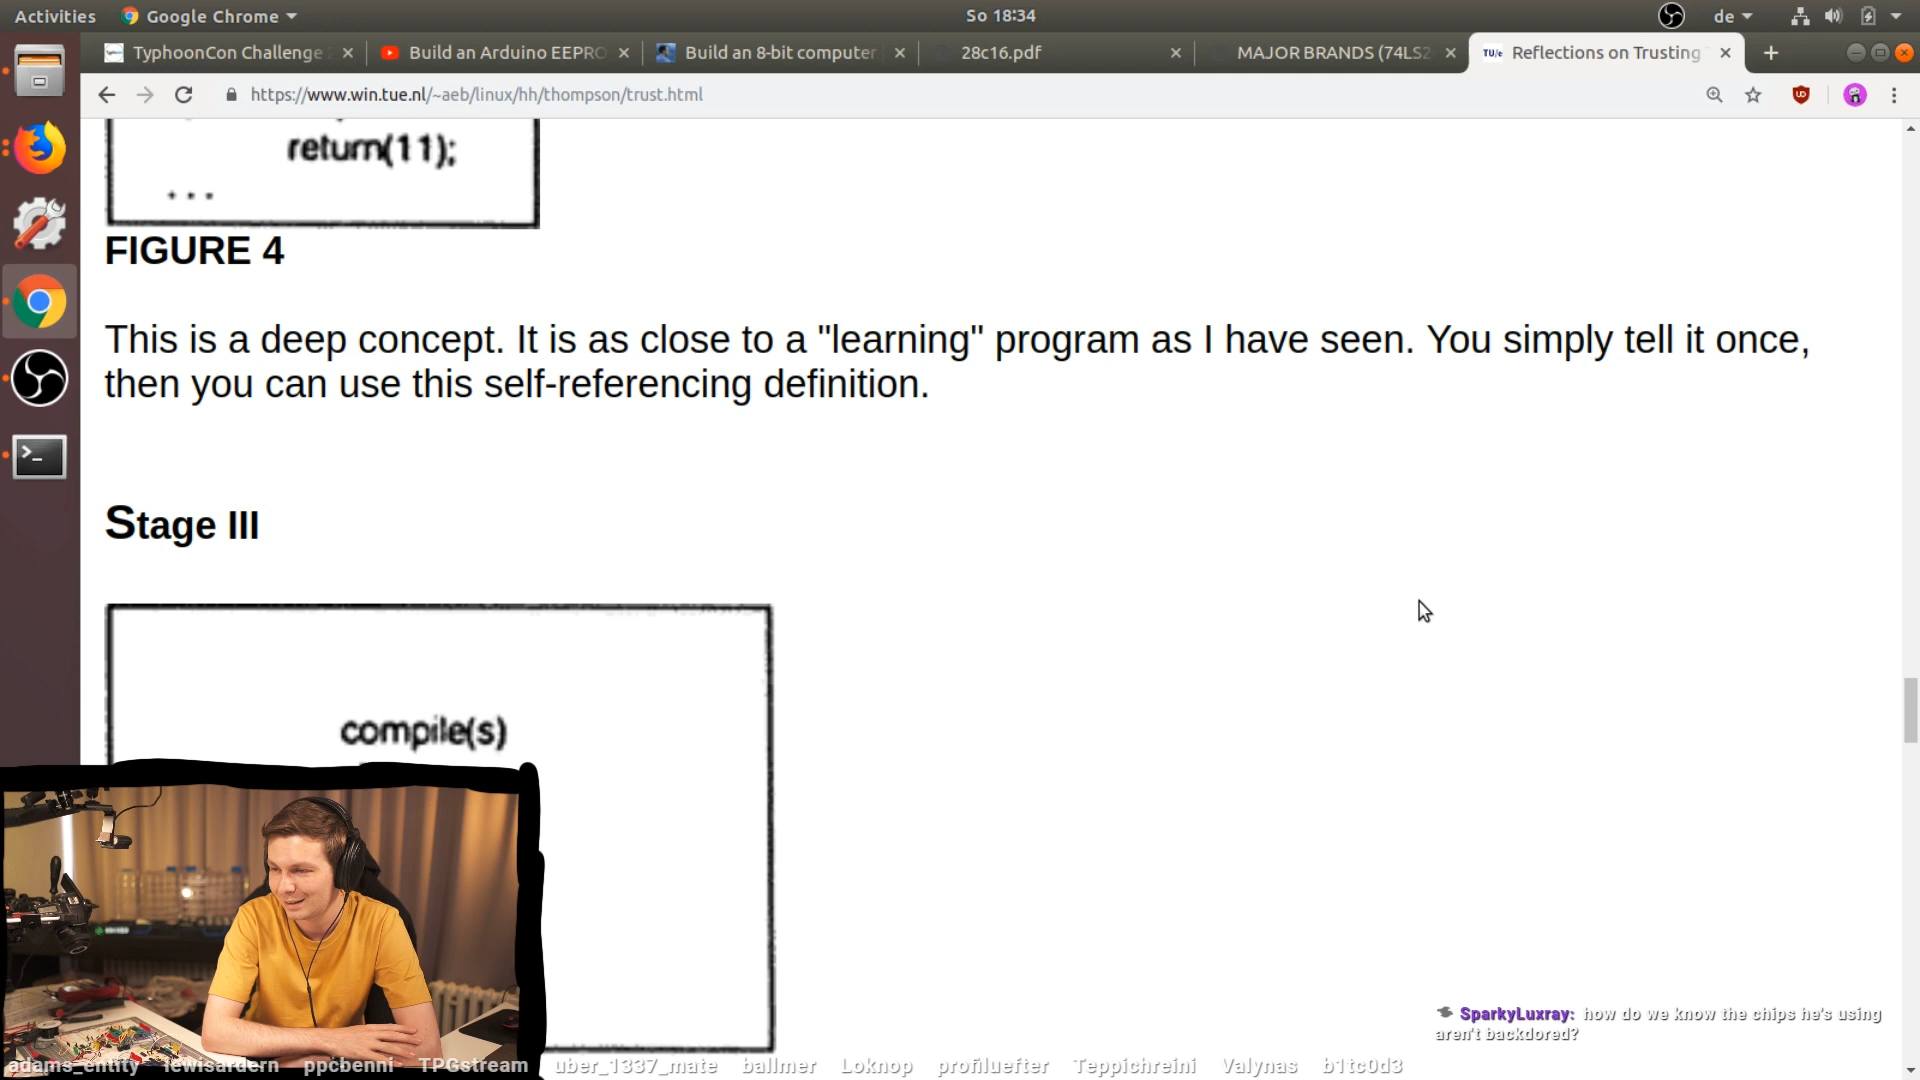 Activities
Google Chrome
So 18:34
de
TyphoonCon Challenge
Build an Arduino EEPRO
Build an 8-bit computer
28c16.pdf
MAJOR BRANDS (74LS2
TU/e Reflections on Trusting
https://www.win.tue.nl/~aeb/linux/hh/thompson/trust.html
return(11);
...
FIGURE 4
This is a deep concept. It is as close to a "learning" program as I have seen. You simply tell it once,
then you can use this self-referencing definition.
Stage III
compile(s)
SparkyLuxray: how do we know the chips he's using
aren't backdored?
adams_entity lewisardern ppcbenni TPGstream uber_1337_mate ballmer Loknop profiluefter Teppichreini Valynas b1tc0d3